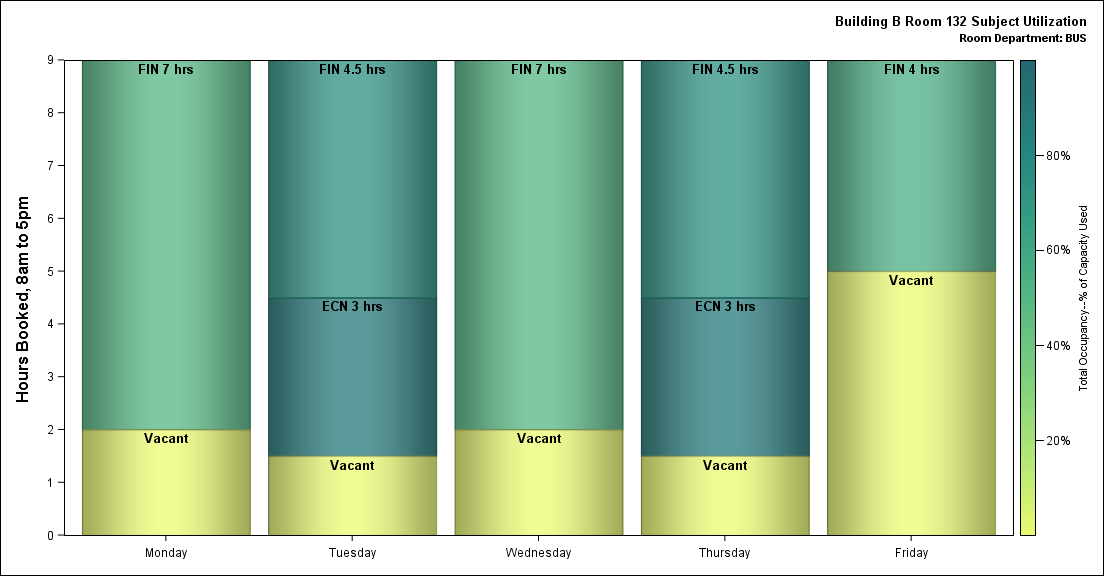 Building B Room 132 Subject Utilization
Room Department: BUS
Hours Booked, 8am to 5pm
9
8
7
6
5
4
3
2
1
0
FIN 7 hrs
Vacant
FIN 4.5 hrs
ECN 3 hrs
Vacant
FIN 7 hrs
Vacant
FIN 4.5 hrs
ECN 3 hrs
Vacant
FIN 4 hrs
Vacant
Monday
Tuesday
Wednesday
Thursday
Friday
80%
60%
40%
20%
Total Occupancy--% of Capacity Used